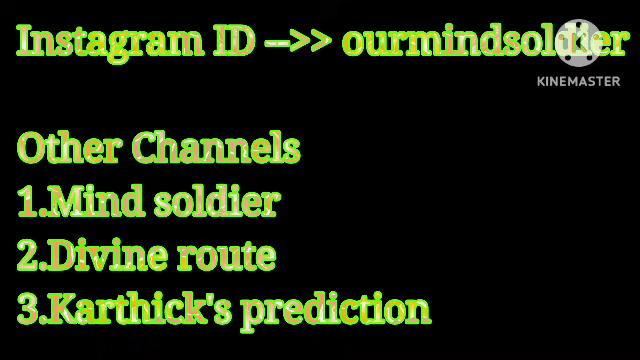 Instagram ID -->> ourmindsoldier
KINEMASTER
Other Channels
1.Mind soldier
2.Divine route
3.Karthick's prediction